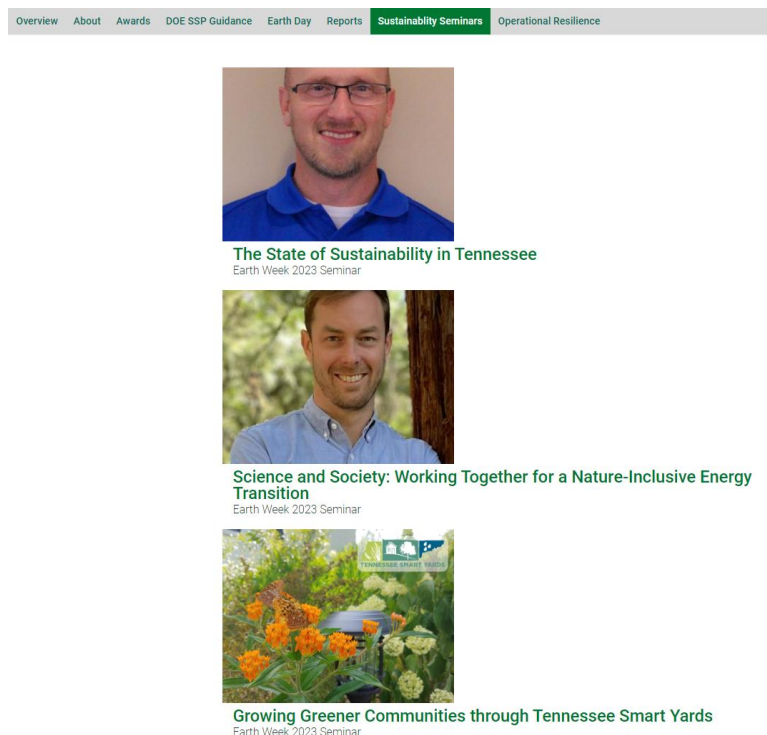 Overview About Awards DOE SSP Guidance Earth Day Reports Sustainablity Seminars Operational Resilience
The State of Sustainability in Tennessee
Earth Week 2023 Seminar
Science and Society: Working Together for a Nature-Inclusive Energy
Transition
Earth Week 2023 Seminar
TENNESSEE SMART YARDS
Growing Greener Communities through Tennessee Smart Yards
Earth Week 2023 Seminar